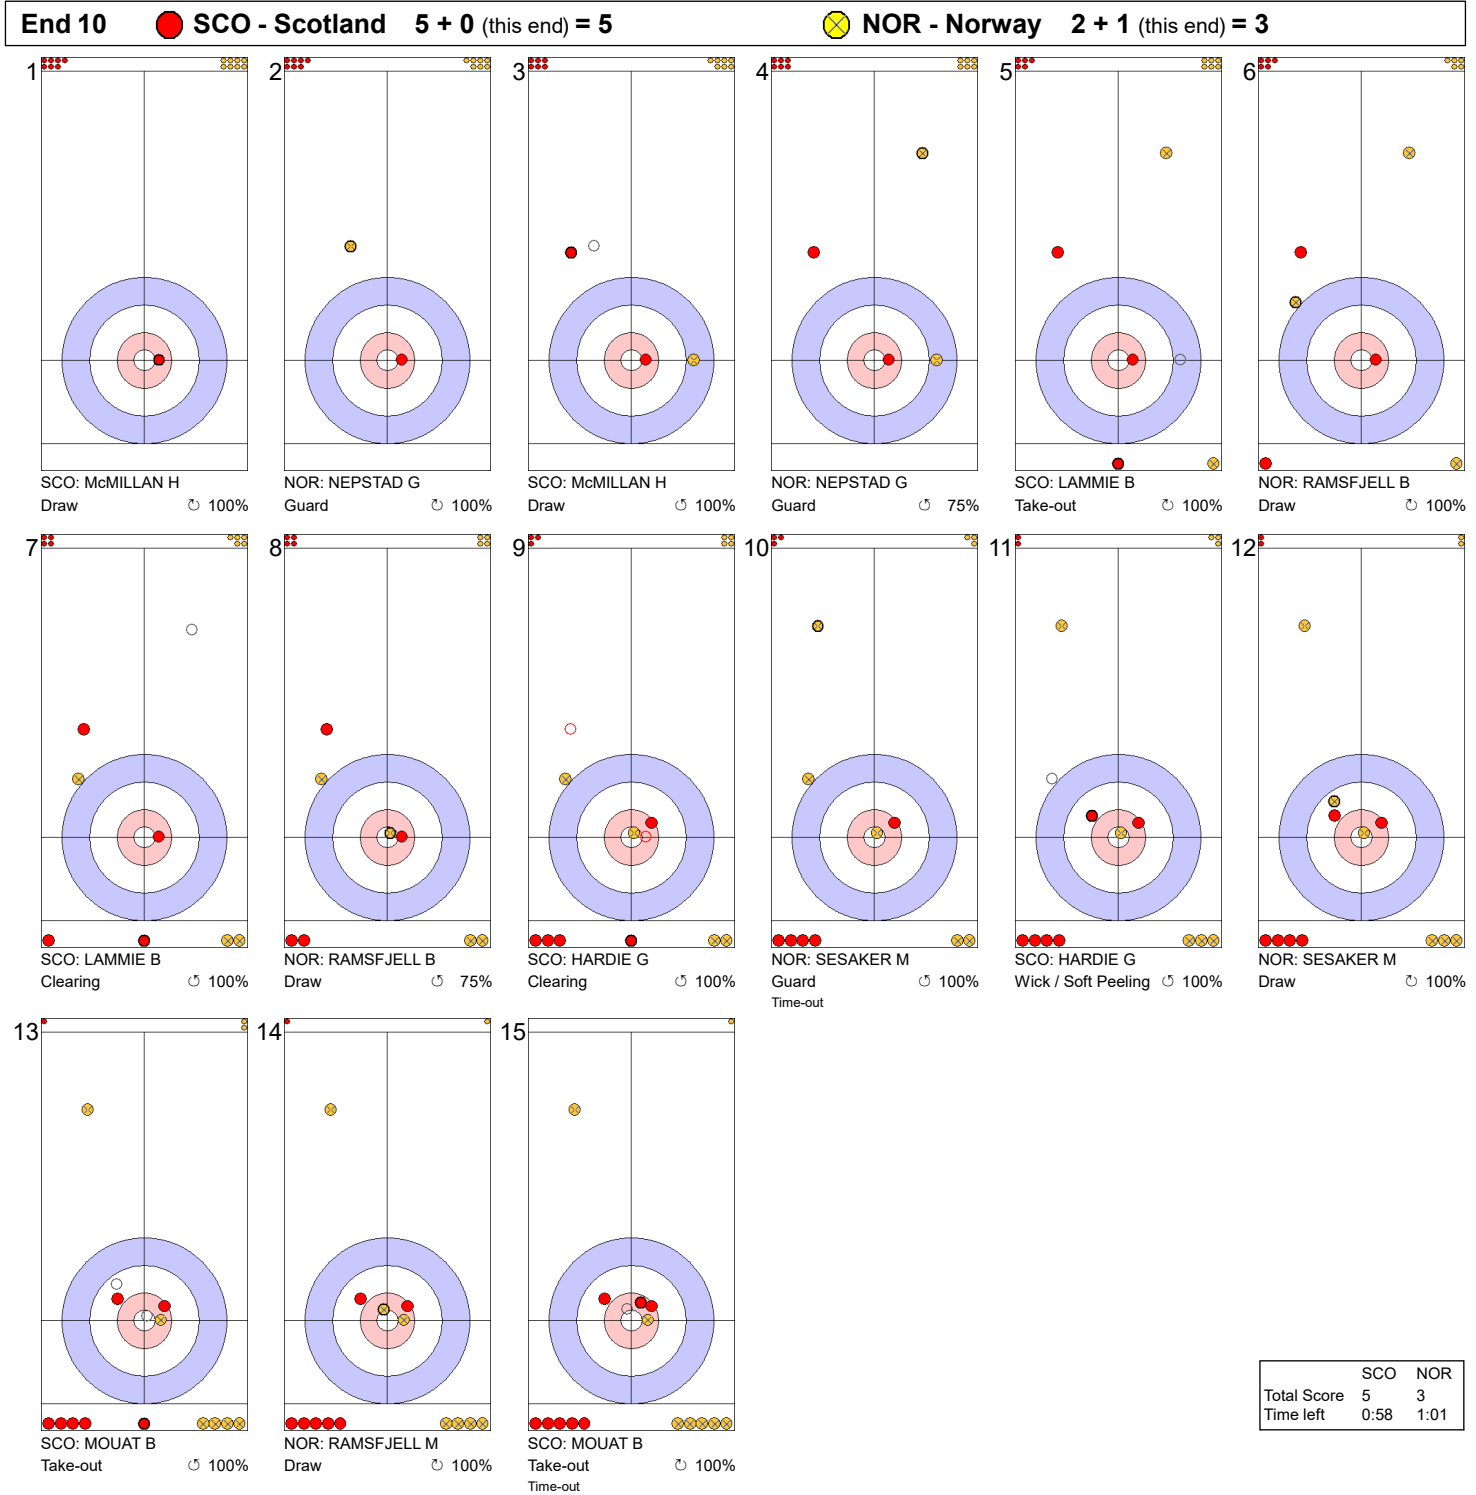 End 10 SCO - Scotland 5 + 0 (this end) = 5 NOR - Norway 2 + 1 (this end) = 3
1 2 3 4 5 6
SCO: McMILLAN H NOR: NEPSTAD G SCO: McMILLAN H NOR: NEPSTAD G SCO: LAMMIE B NOR: RAMSFJELL B
Draw ↻ 100% Guard ↻ 100% Draw ↻ 100% Guard ↺ 75% Take-out ↻ 100% Draw ↻ 100%
7 8 9 10 11 12
SCO: LAMMIE B NOR: RAMSFJELL B SCO: HARDIE G NOR: SESAKER M SCO: HARDIE G NOR: SESAKER M
Clearing ↺ 100% Draw ↺ 75% Clearing ↺ 100% Guard ↺ 100% Wick / Soft Peeling ↺ 100% Draw ↺ 100%
Time-out
13 14 15
SCO: MOUAT B NOR: RAMSFJELL M SCO: MOUAT B
Take-out ↻ 100% Draw ↻ 100% Take-out ↻ 100%
Time-out
SCO NOR
Total Score 5 3
Time left 0:58 1:01